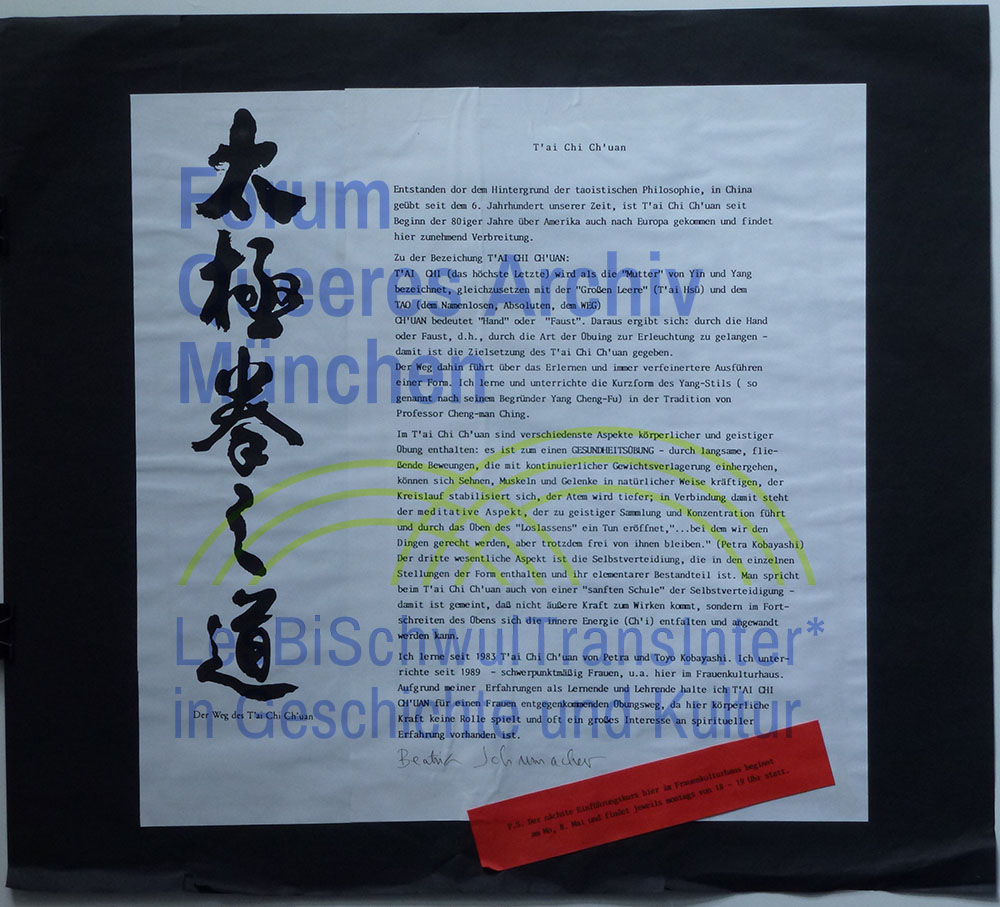 太
極
拳
之
道
Der Weg des T'ai Chi Ch'uan
T'ai Chi Ch'uan
Entstanden dor dem Hintergrund der taoistischen Philosophie, in China
geübt seit dem 6. Jahrhundert unserer Zeit, ist T'ai Chi Ch'uan seit
Beginn der 80iger Jahre über Amerika auch nach Europa gekommen und findet
hier zunehmend Verbreitung.
Zu der Bezeichung T'AI CHI CH'UAN:
T'AI CHI (das höchste Letzte) wird als die "Mutter" von Yin und Yang
bezeichnet, gleichzusetzen mit der "Großen Leere" (T'ai Hsü) und dem
TAO (dem Namenlosen, Absoluten, dem WEG)
CH'UAN bedeutet "Hand" oder "Faust". Daraus ergibt sich: durch die Hand
oder Faust, d.h., durch die Art der Übuing zur Erleuchtung zu gelangen -
damit ist die Zielsetzung des T'ai Chi Ch'uan gegeben.
Der Weg dahin führt über das Erlernen und immer verfeinertere Ausführen
einer Form. Ich lerne und unterrichte die Kurzform des Yang-Stils ( so
genannt nach seinem Begründer Yang Cheng-Fu) in der Tradition von
Professor Cheng-man Ching.
Im T'ai Chi Ch'uan sind verschiedenste Aspekte körperlicher und geistiger
Übung enthalten: es ist zum einen GESUNDHEITSÜBUNG - durch langsame, flie-
ßende Beweungen, die mit kontinuierlicher Gewichtsverlagerung einhergehen,
können sich Sehnen, Muskeln und Gelenke in natürlicher Weise kräftigen, der
Kreislauf stabilisiert sich, der Atem wird tiefer; in Verbindung damit steht
der meditative Aspekt, der zu geistiger Sammlung und Konzentration führt
und durch das Üben des "Loslassens" ein Tun eröffnet,"...bei dem wir den
Dingen gerecht werden, aber trotzdem frei von ihnen bleiben." (Petra Kobayashi)
Der dritte wesentliche Aspekt ist die Selbstverteidiung, die in den einzelnen
Stellungen der Form enthalten und ihr elementarer Bestandteil ist. Man spricht
beim T'ai Chi Ch'uan auch von einer "sanften Schule" der Selbstverteidigung -
damit ist gemeint, daß nicht äußere Kraft zum Wirken kommt, sondern im Fort-
schreiten des Übens sich die innere Energie (Ch'i) entfalten und angewandt
werden kann.
Ich lerne seit 1983 T'ai Chi Ch'uan von Petra und Toyo Kobayashi. Ich unter-
richte seit 1989 - schwerpunktmäßig Frauen, u.a. hier im Frauenkulturhaus.
Aufgrund meiner Erfahrungen als Lernende und Lehrende halte ich T'AI CHI
CH'UAN für einen Frauen entgegenkommenden Übungsweg, da hier körperliche
Kraft keine Rolle spielt und oft ein großes Interesse an spiritueller
Erfahrung vorhanden ist.
Beatrix Schumacher
P.S. Der nächste Einführungskurs hier im Frauenkulturhaus beginnt
am Mo, 8. Mai und findet jeweils montags von 18 - 19 Uhr statt.
Forum
Queeres Archiv
München
LesBiSchwulTransInter*
in Geschichte und Kultur